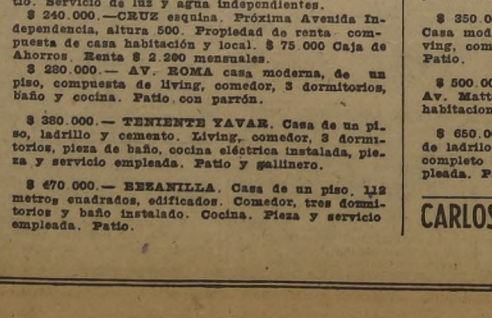 tio. Servicio de luz y agua independientes.
$ 240.000.—CRUZ esquina. Próxima Avenida In-
dependencia, altura 500. Propiedad de renta com-
puesta de casa habitación y local. $ 75.000 Caja de
Ahorros. Renta $ 2.200 mensuales.
$ 280.000.— AV. ROMA casa moderna, de un
piso, compuesta de living, comedor, 3 dormitorios,
baño y cocina. Patio con parrón.
$ 380.000.— TENIENTE YAVAR. Casa de un pi-
so, ladrillo y cemento. Living, comedor, 3 dormi-
torios, pieza de baño, cocina eléctrica instalada, pie-
za y servicio empleada. Patio y gallinero.
$ 470.000.— BEZANILLA. Casa de un piso. 112
metros cuadrados, edificados. Comedor, tres dormi-
torios y baño instalado. Cocina. Pieza y servicio
empleada. Patio.
$ 350.0
Casa mod
ving, com
Patio.
$ 500.00
Av. Matt
habitacion
$ 650.0
de ladrillo
completo
pleada. P
CARLOS